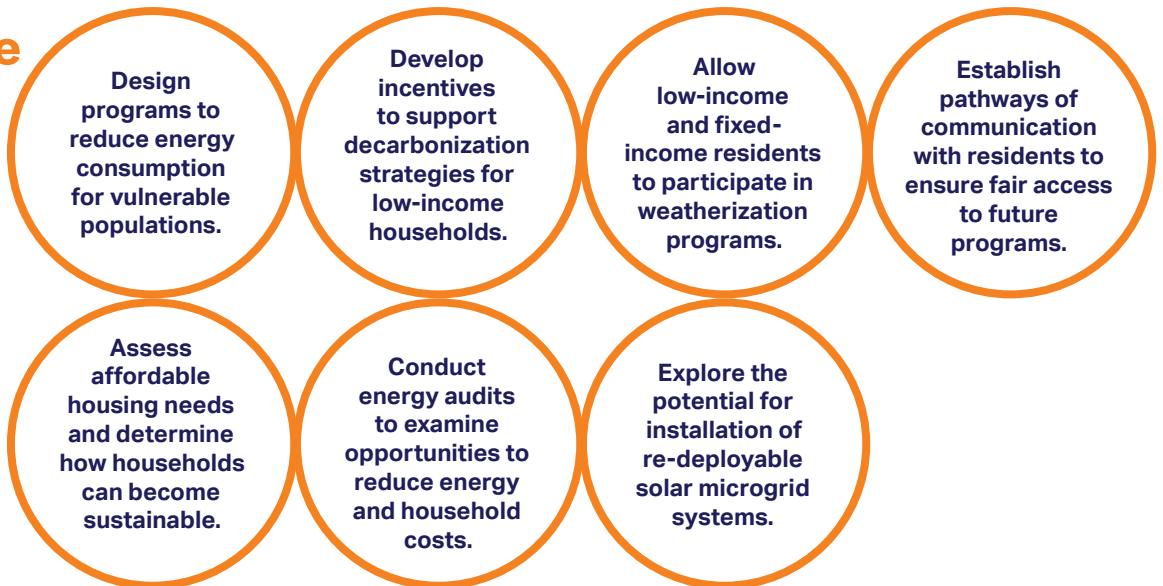 e
Design
programs to
reduce energy
consumption
for vulnerable
populations.
Develop
incentives
to support
decarbonization
strategies for
low-income
households.
Allow
low-income
and fixed-
income residents
to participate in
weatherization
programs.
Establish
pathways of
communication
with residents to
ensure fair access
to future
programs.
Assess
affordable
housing needs
and determine
how households
can become
sustainable.
Conduct
energy audits
to examine
opportunities to
reduce energy
and household
costs.
Explore the
potential for
installation of
re-deployable
solar microgrid
systems.